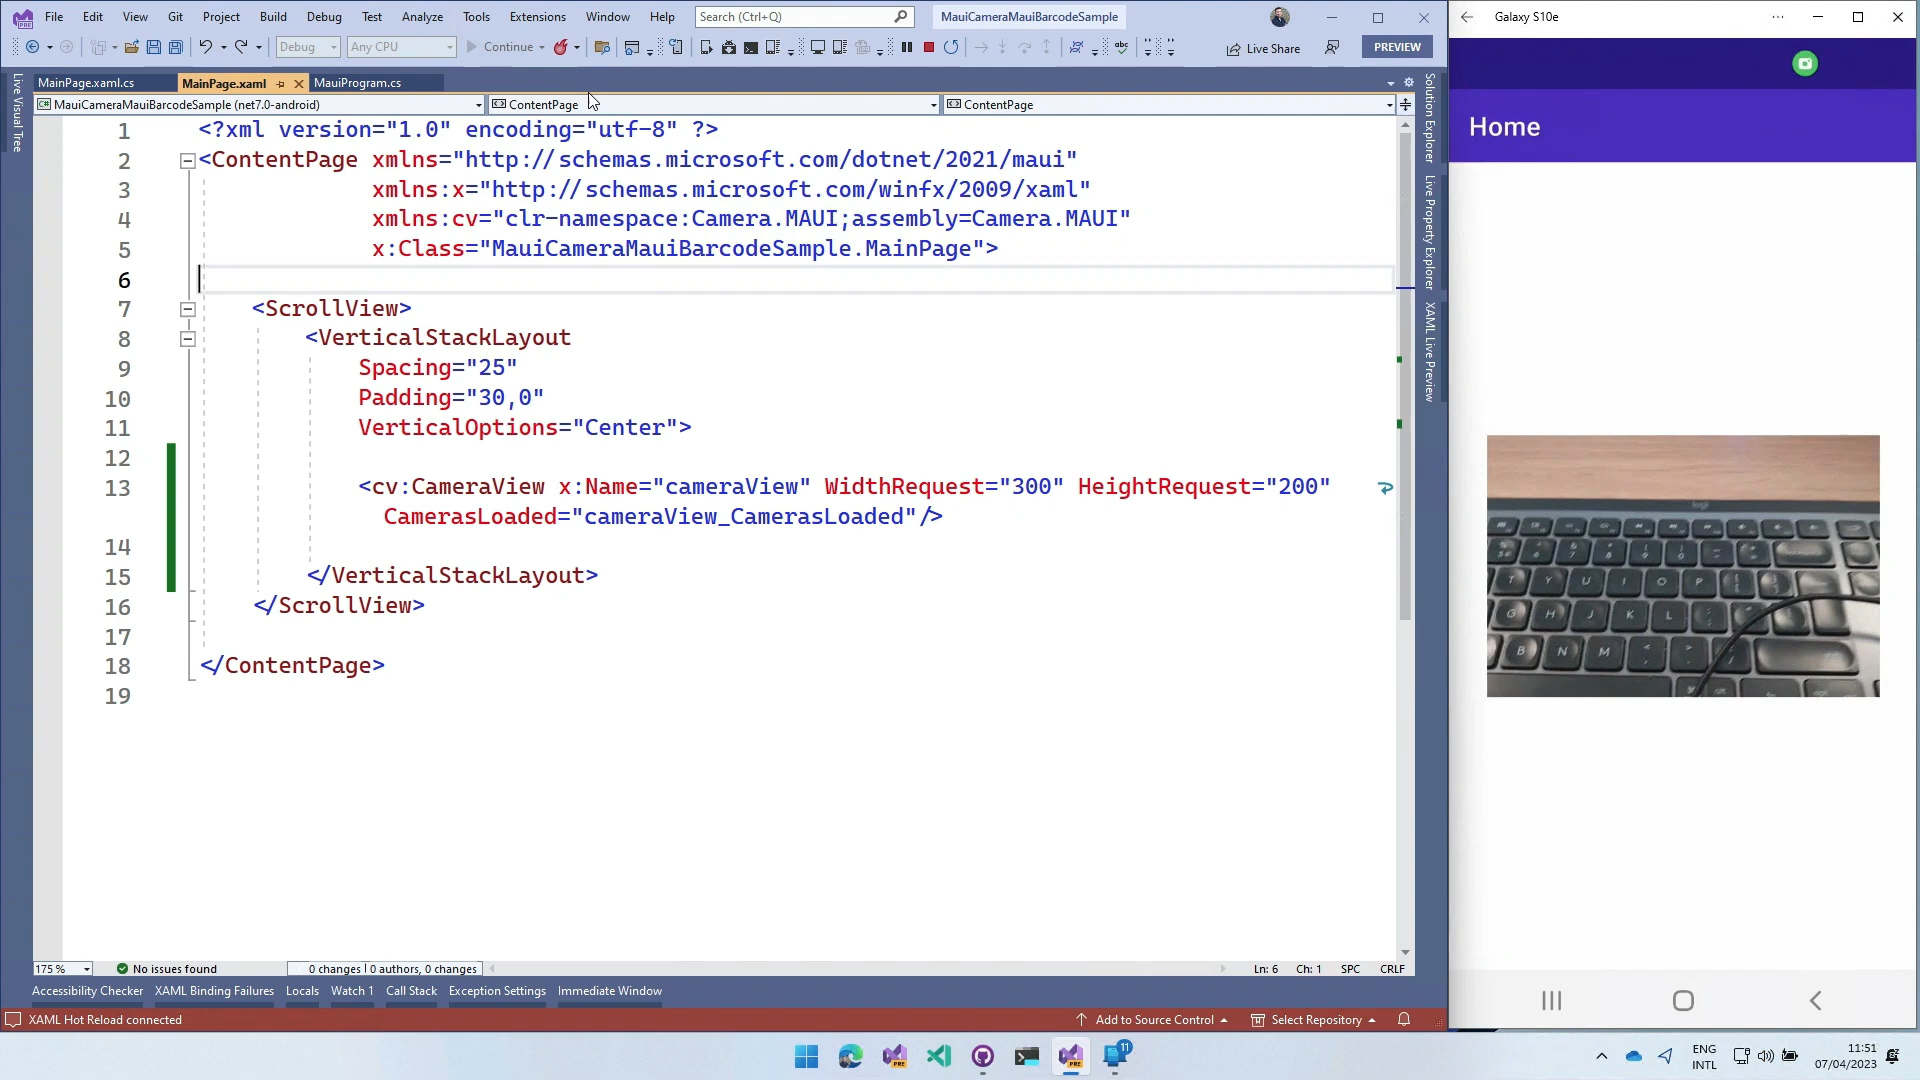 File Edit View Git Project Build Debug Test Analyze Tools Extensions Window Help Search (Ctrl+Q) MauiCameraMauiBarcodeSample
Debug Any CPU Continue Live Share PREVIEW
MainPage.xaml.cs MainPage.xaml MauiProgram.cs
MauiCameraMauiBarcodeSample (net7.0-android) ContentPage ContentPage
Live Visual Tree
1 <?xml version="1.0" encoding="utf-8" ?>
2 <ContentPage xmlns="http://schemas.microsoft.com/dotnet/2021/maui"
3 xmlns:x="http://schemas.microsoft.com/winfx/2009/xaml"
4 xmlns:cv="clr-namespace:Camera.MAUI;assembly=Camera.MAUI"
5 x:Class="MauiCameraMauiBarcodeSample.MainPage">
6
7 <ScrollView>
8 <VerticalStackLayout
9 Spacing="25"
10 Padding="30,0"
11 VerticalOptions="Center">
12
13 <cv:CameraView x:Name="cameraView" WidthRequest="300" HeightRequest="200"
CamerasLoaded="cameraView_CamerasLoaded"/>
14
15 </VerticalStackLayout>
16 </ScrollView>
17
18 </ContentPage>
19
Solution Explorer
Live Property Explorer
XAML Live Preview
175 % No issues found 0 changes | 0 authors, 0 changes Ln: 6 Ch: 1 SPC CRLF
Accessibility Checker XAML Binding Failures Locals Watch 1 Call Stack Exception Settings Immediate Window
XAML Hot Reload connected Add to Source Control Select Repository
Galaxy S10e
Home
logi
T Y U I O P
G H J K L
B N M
PRE PRE 11
ENG
INTL
11:51
07/04/2023